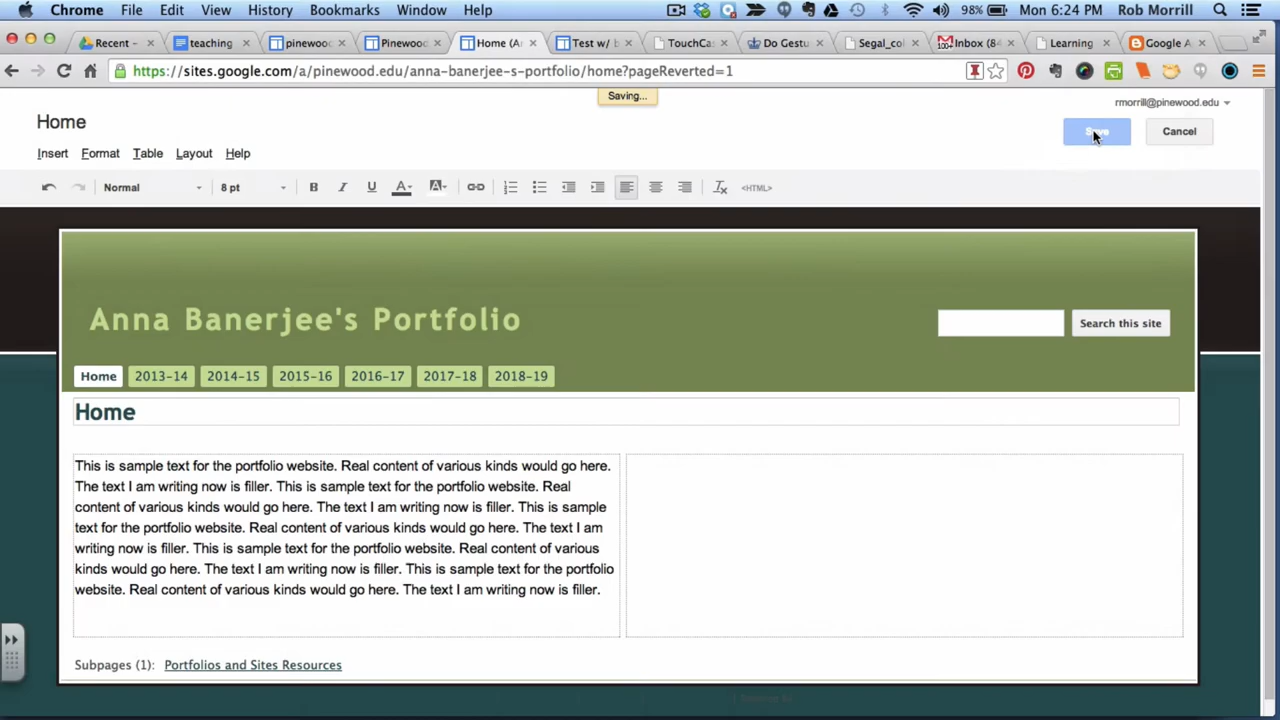 Chrome File Edit View History Bookmarks Window Help 98% Mon 6:24 PM Rob Morrill
Recent - teaching pinewoo Pinewoo Home (A Test w/ b TouchCa Do Gestu Segal_col Inbox (84 Learning Google A
https://sites.google.com/a/pinewood.edu/anna-banerjee-s-portfolio/home?pageReverted=1
Saving...
rmorrill@pinewood.edu
Home
Save Cancel
Insert Format Table Layout Help
Normal 8 pt B I U A A <HTML>
Anna Banerjee's Portfolio
Search this site
Home 2013-14 2014-15 2015-16 2016-17 2017-18 2018-19
Home
This is sample text for the portfolio website. Real content of various kinds would go here.
The text I am writing now is filler. This is sample text for the portfolio website. Real
content of various kinds would go here. The text I am writing now is filler. This is sample
text for the portfolio website. Real content of various kinds would go here. The text I am
writing now is filler. This is sample text for the portfolio website. Real content of various
kinds would go here. The text I am writing now is filler. This is sample text for the portfolio
website. Real content of various kinds would go here. The text I am writing now is filler.
Subpages (1): Portfolios and Sites Resources